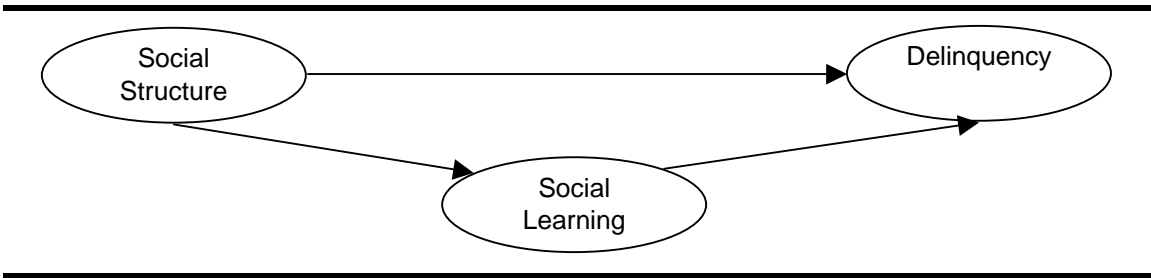 Social
Structure
Delinquency
Social
Learning